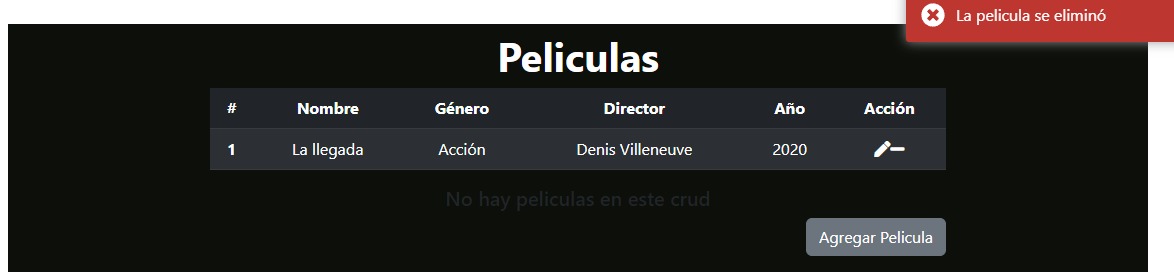 La pelicula se eliminó
Peliculas
# Nombre Género Director Año Acción
1 La llegada Acción Denis Villeneuve 2020
No hay peliculas en este crud
Agregar Pelicula